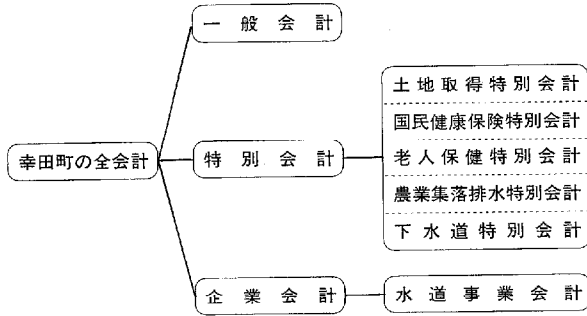 一般会計
幸田町の全会計
特別会計
土地取得特別会計
国民健康保険特別会計
老人保健特別会計
農業集落排水特別会計
下水道特別会計
企業会計
水道事業会計